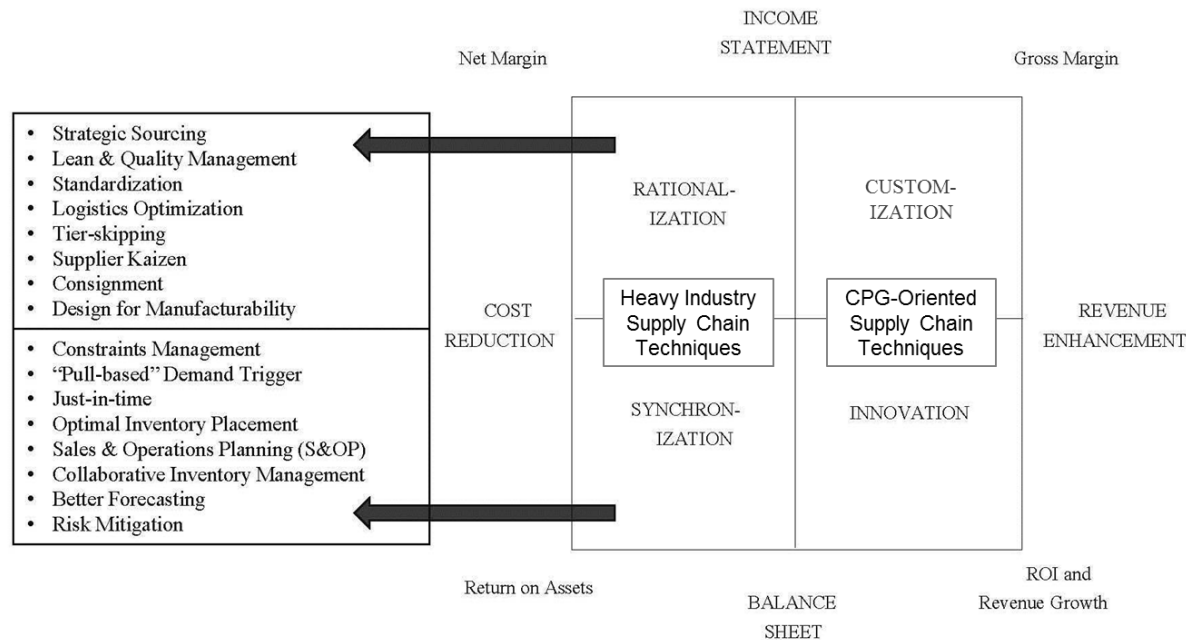 INCOME
STATEMENT
Net Margin
Gross Margin
• Strategic Sourcing
• Lean & Quality Management
• Standardization
• Logistics Optimization
• Tier-skipping
• Supplier Kaizen
• Consignment
• Design for Manufacturability
• Constraints Management
• “Pull-based” Demand Trigger
• Just-in-time
• Optimal Inventory Placement
• Sales & Operations Planning (S&OP)
• Collaborative Inventory Management
• Better Forecasting
• Risk Mitigation
COST
REDUCTION
RATIONAL-
IZATION
CUSTOM-
IZATION
Heavy Industry
Supply Chain
Techniques
CPG-Oriented
Supply Chain
Techniques
REVENUE
ENHANCEMENT
SYNCHRON-
IZATION
INNOVATION
Return on Assets
BALANCE
SHEET
ROI and
Revenue Growth